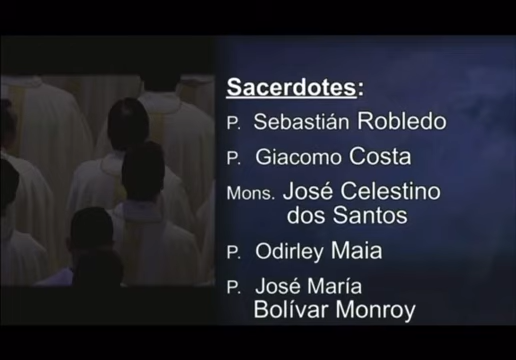 Sacerdotes:
P. Sebastián Robledo
P. Giacomo Costa
Mons. José Celestino
dos Santos
P. Odirley Maia
P. José María
Bolívar Monroy